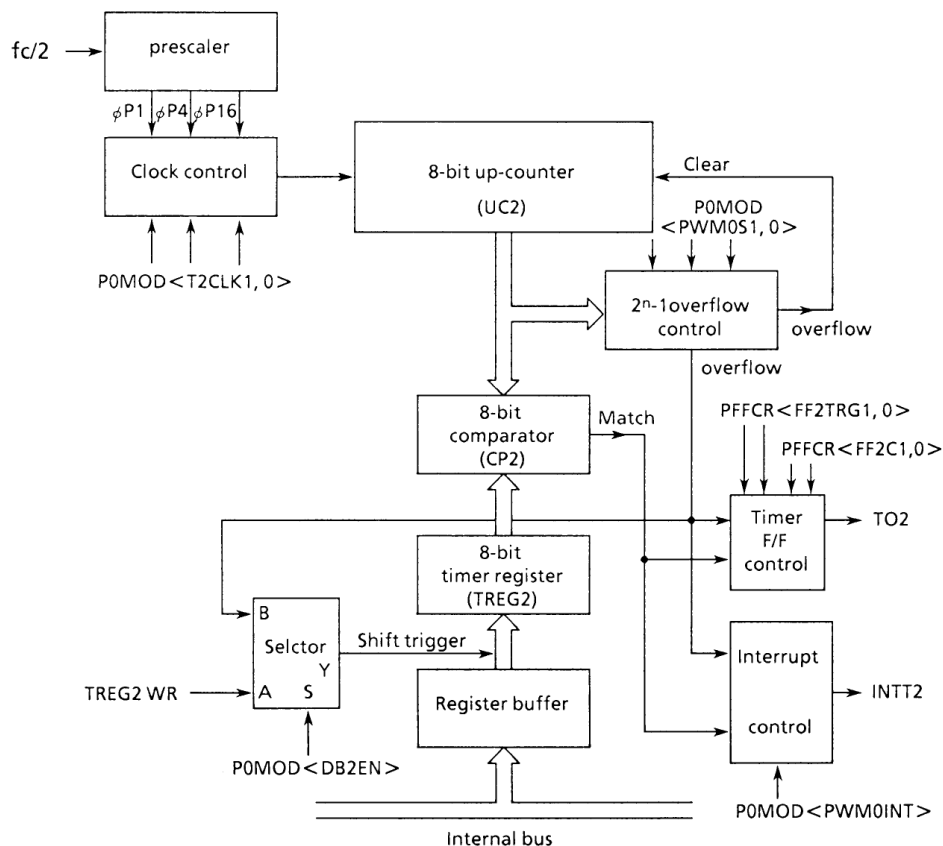 fc/2
prescaler
φP1 φP4 φP16
Clock control
P0MOD<T2CLK1, 0>
8-bit up-counter
(UC2)
Clear
P0MOD
<PWM0S1, 0>
2ⁿ-1overflow
control
overflow
overflow
8-bit
comparator
(CP2)
Match
PFFCR<FF2TRG1, 0>
PFFCR<FF2C1,0>
Timer
F/F
control
TO2
8-bit
timer register
(TREG2)
B
Selctor
Y
A S
Shift trigger
TREG2 WR
P0MOD<DB2EN>
Register buffer
Interrupt
control
INTT2
P0MOD<PWM0INT>
Internal bus